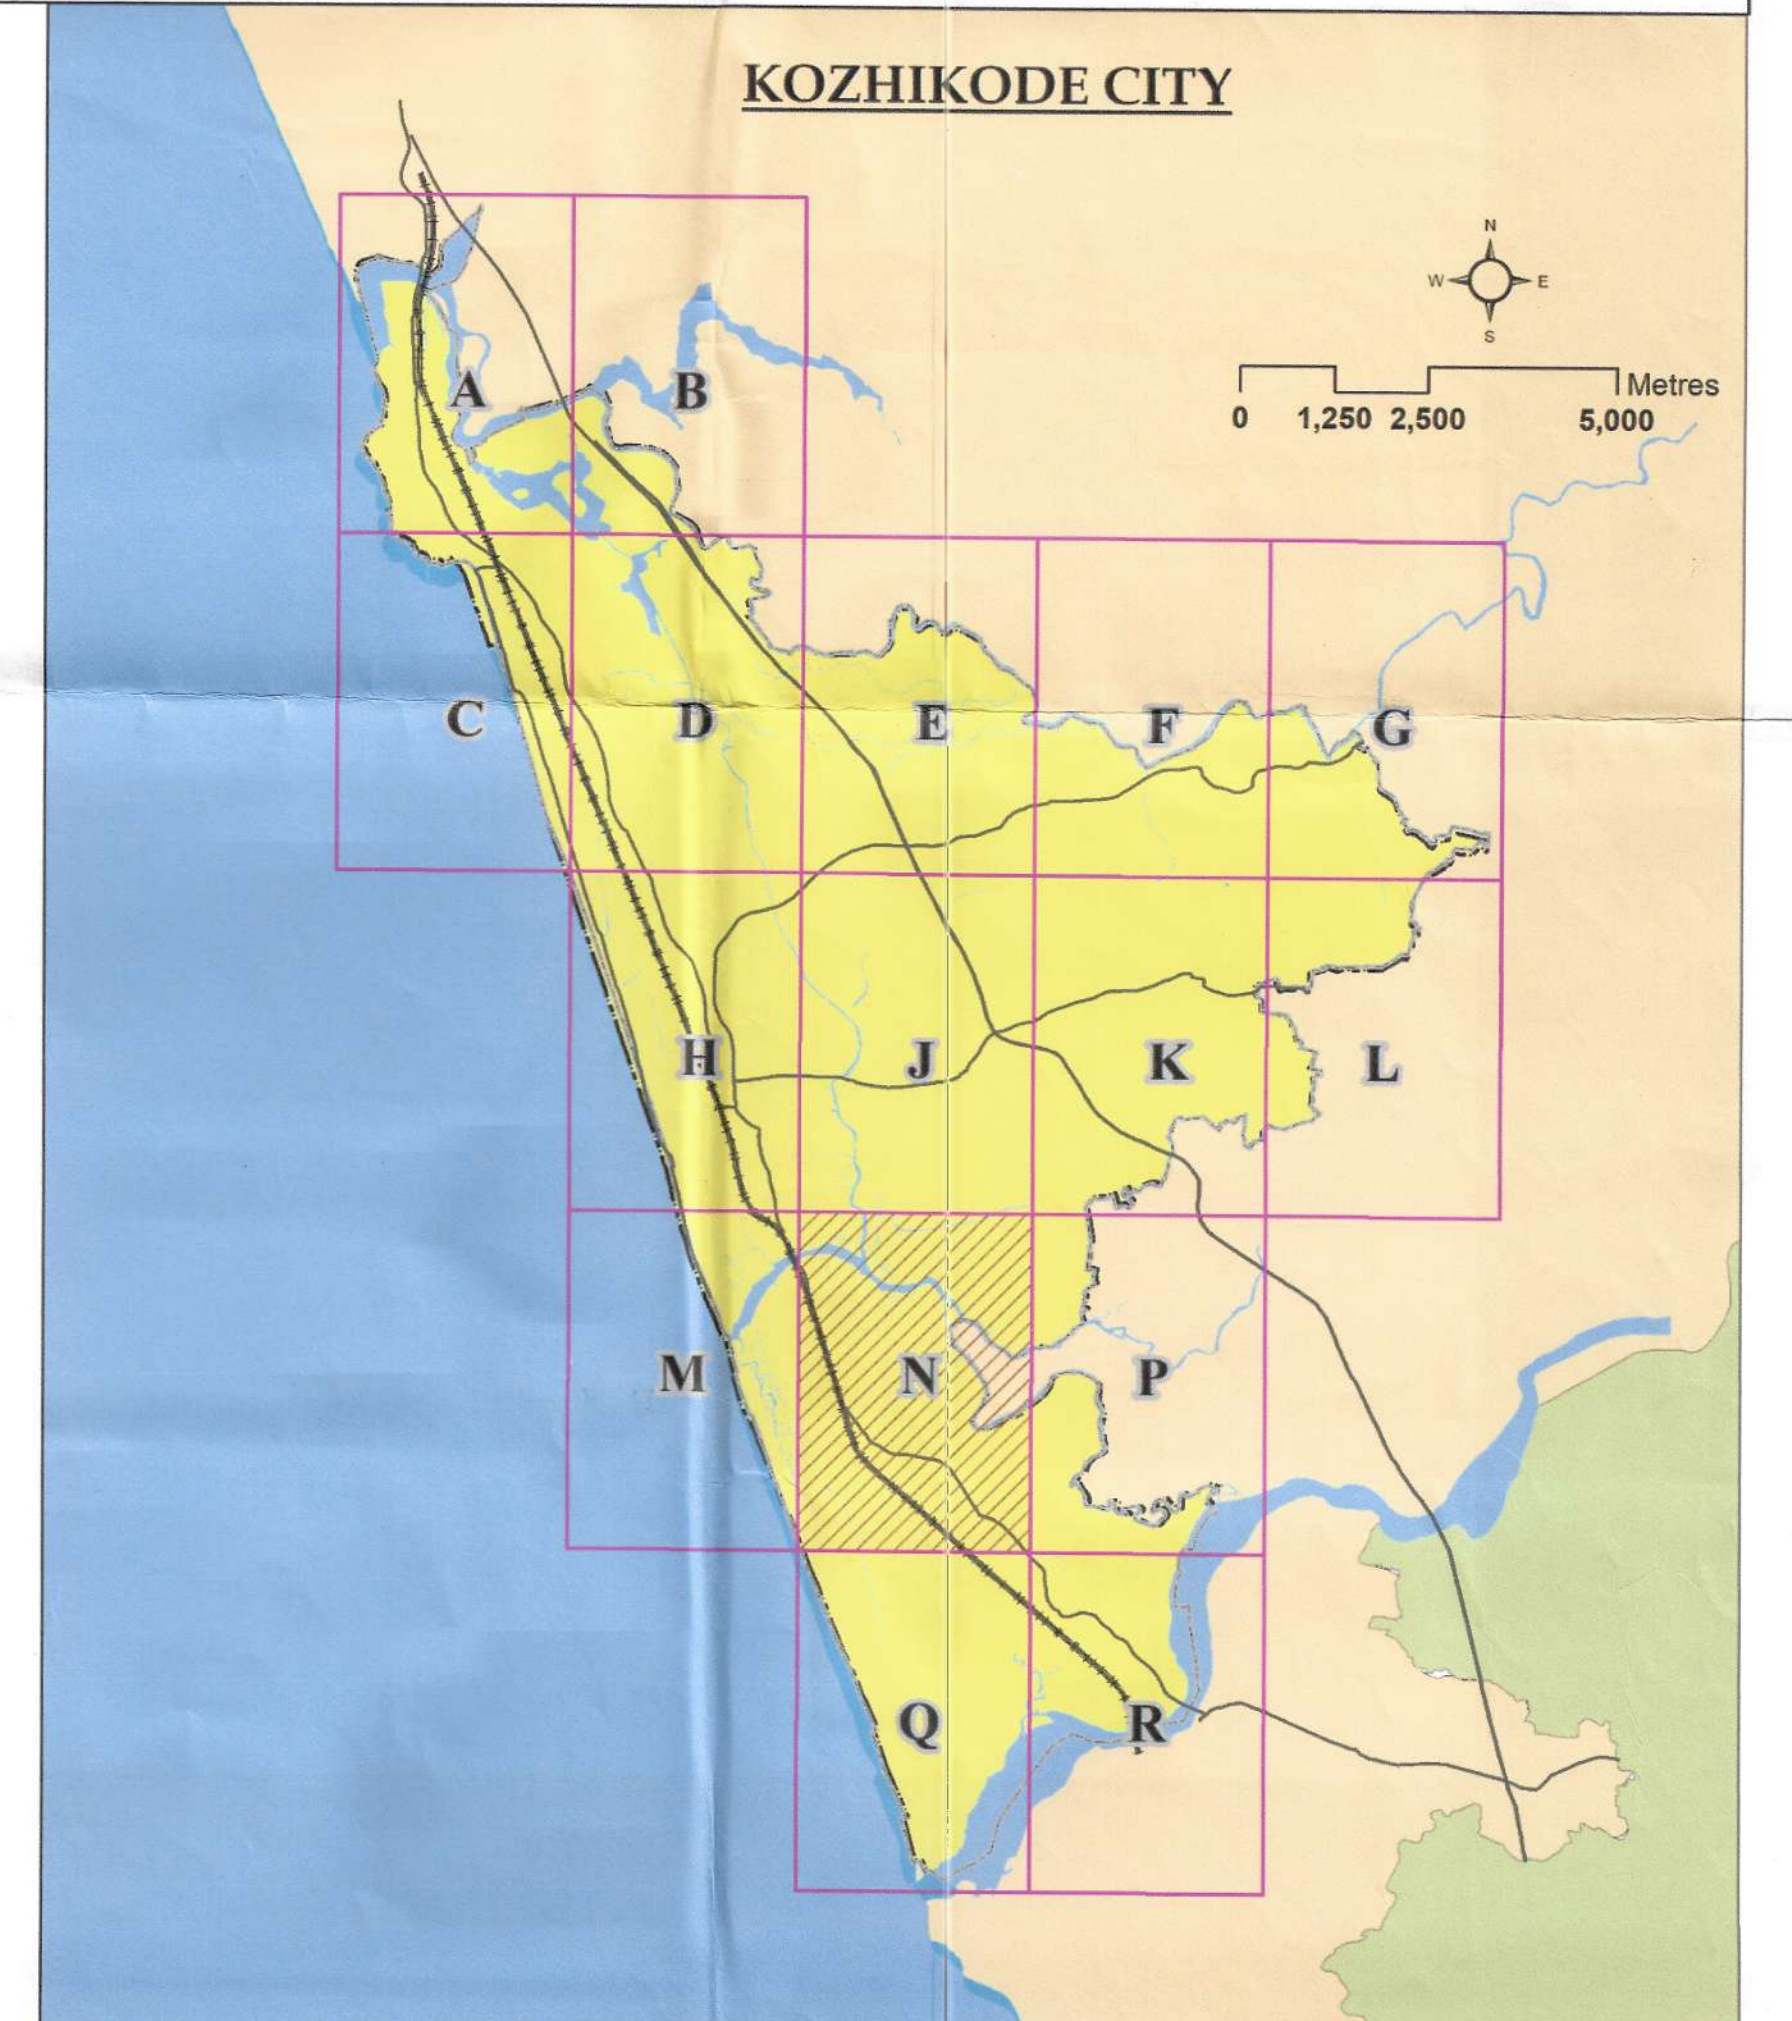 KOZHIKODE CITY
N
W E
S
Metres
0 1,250 2,500 5,000
A B
C D E F G
H J K L
M N P
Q R